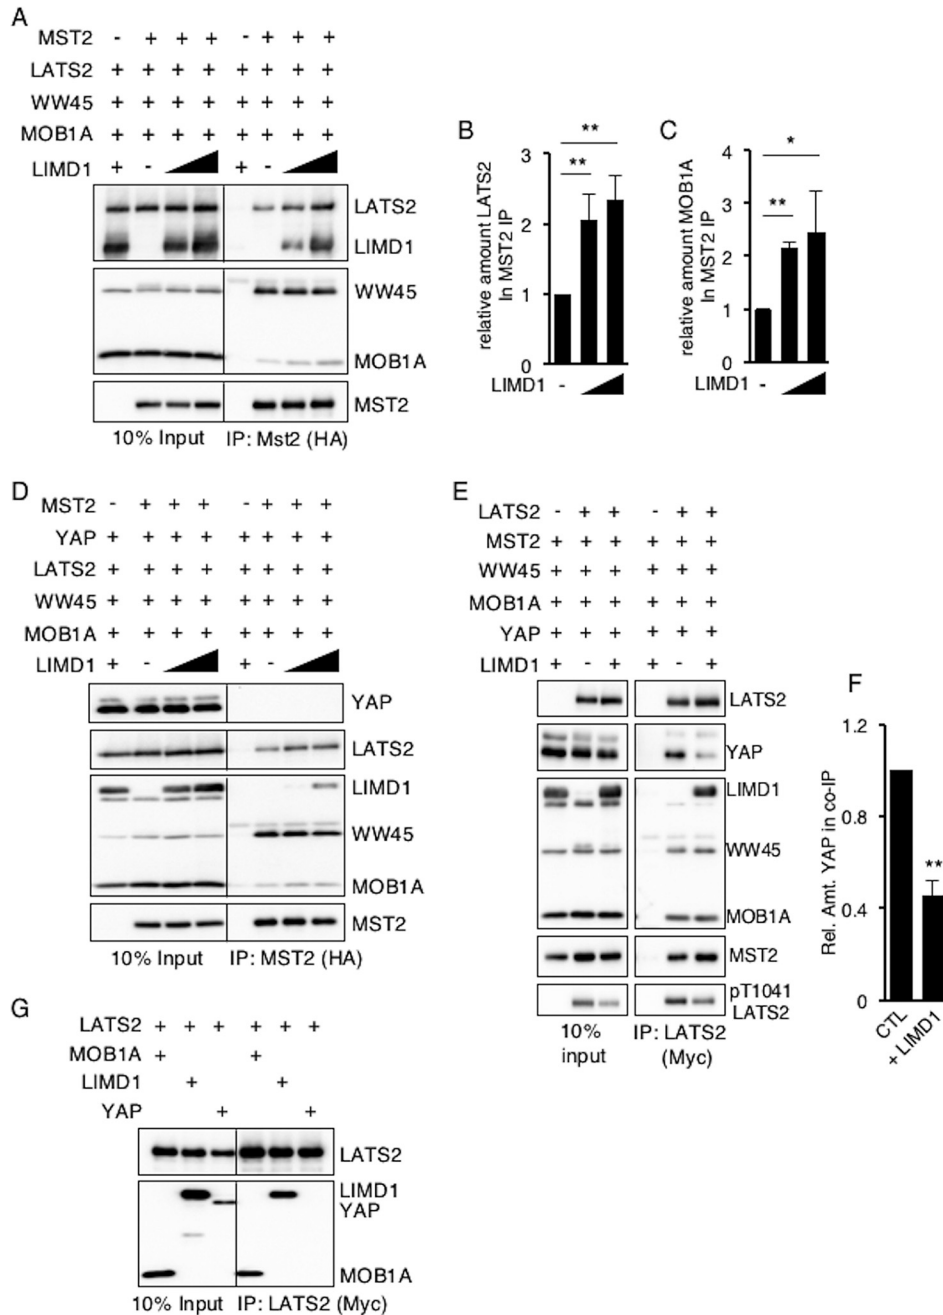 A
MST2 - + + + - + + +
LATS2 + + + + + + + +
WW45 + + + + + + + +
MOB1A + + + + + + + +
LIMD1 + - + -
LATS2
LIMD1
WW45
MOB1A
MST2
10% Input IP: Mst2 (HA)
B
relative amount LATS2
In MST2 IP
3
2
1
0
**
**
LIMD1 -
C
relative amount MOB1A
In MST2 IP
4
3
2
1
0
*
**
LIMD1 -
D
MST2 - + + + - + + +
YAP + + + + + + + +
LATS2 + + + + + + + +
WW45 + + + + + + + +
MOB1A + + + + + + + +
LIMD1 + - + -
YAP
LATS2
LIMD1
WW45
MOB1A
MST2
10% Input IP: MST2 (HA)
E
LATS2 - + + - + +
MST2 + + + + + +
WW45 + + + + + +
MOB1A + + + + + +
YAP + + + + + +
LIMD1 + - + + - +
LATS2
YAP
LIMD1
WW45
MOB1A
MST2
pT1041
LATS2
10% input
IP: LATS2 (Myc)
F
Rel. Amt. YAP in co-IP
1.2
0.8
0.4
0
**
CTL
+ LIMD1
G
LATS2 + + + + + +
MOB1A + +
LIMD1 + +
YAP + +
LATS2
LIMD1
YAP
MOB1A
10% Input IP: LATS2 (Myc)